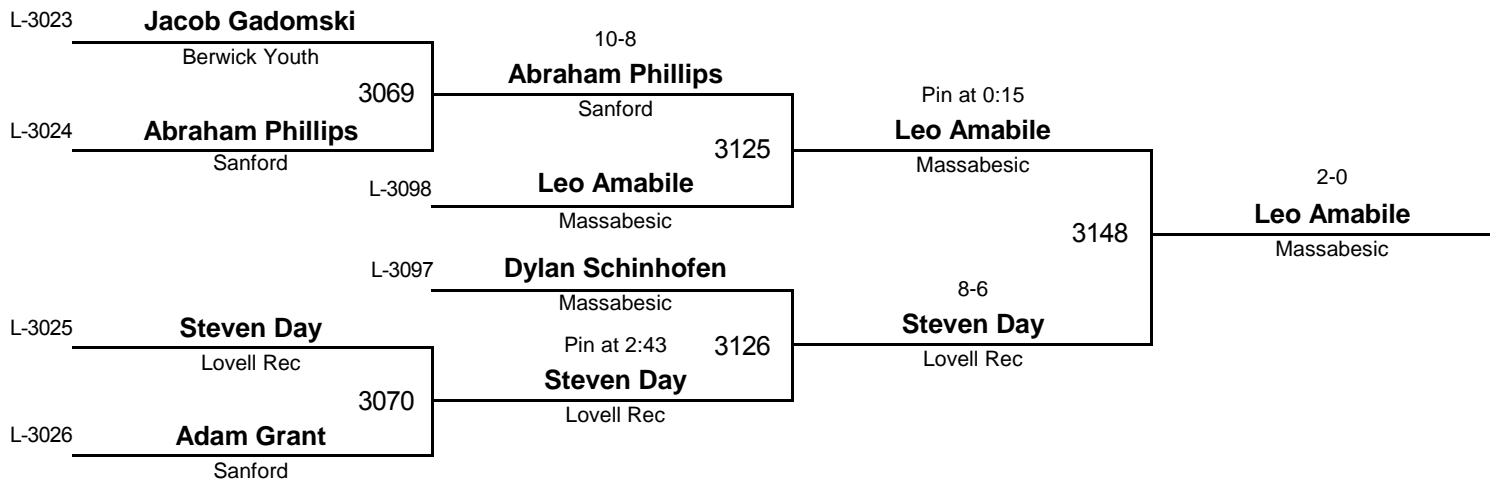 L-3023
Jacob Gadomski
Berwick Youth
3069
L-3024
Abraham Phillips
Sanford
10-8
Abraham Phillips
Sanford
3125
L-3098
Leo Amabile
Massabesic
Pin at 0:15
Leo Amabile
Massabesic
3148
2-0
Leo Amabile
Massabesic
L-3097
Dylan Schinhofen
Massabesic
3126
8-6
Steven Day
Lovell Rec
L-3025
Steven Day
Lovell Rec
3070
Pin at 2:43
Steven Day
Lovell Rec
L-3026
Adam Grant
Sanford